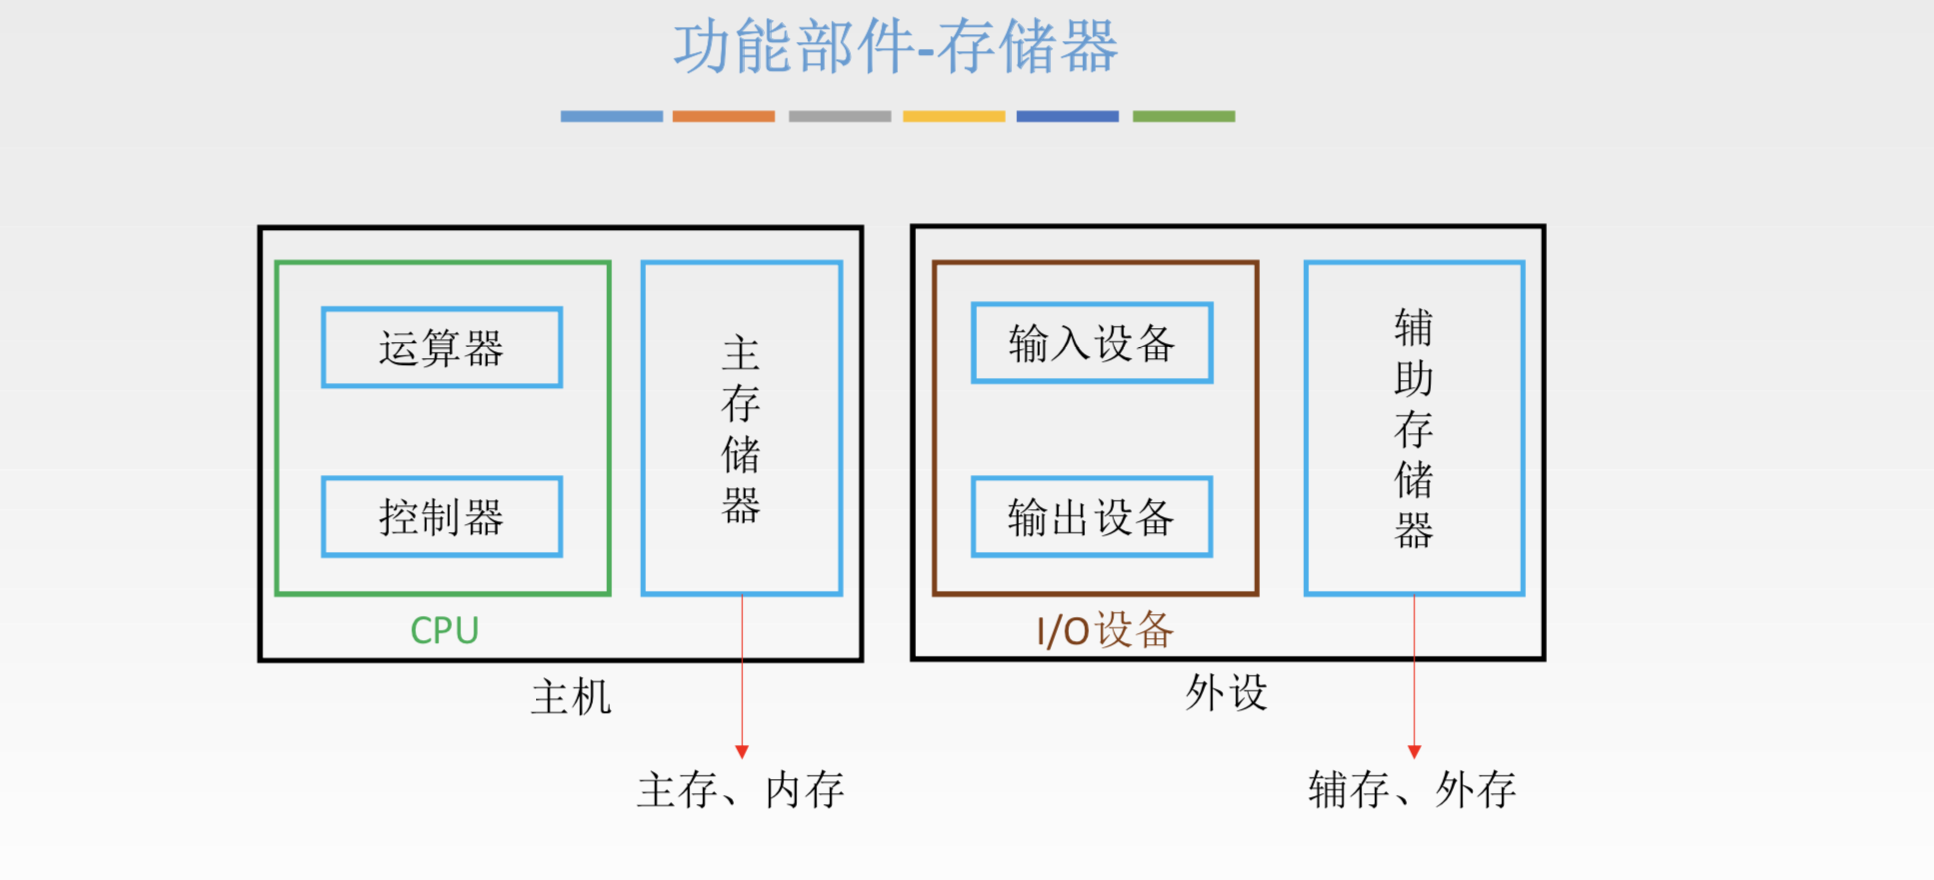 功能部件-存储器
运算器
控制器
CPU
主存储器
主机
主存、内存
输入设备
输出设备
I/O设备
辅助存储器
外设
辅存、外存